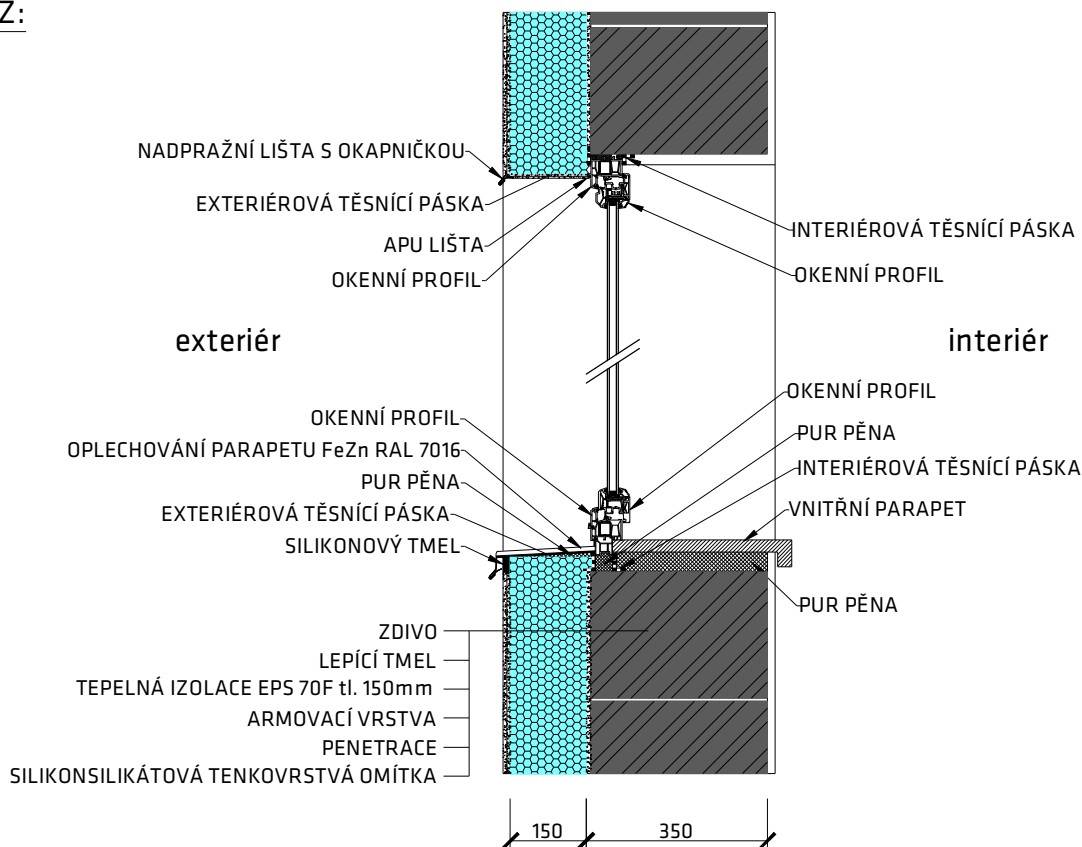 Z:
NADPRAŽNÍ LIŠTA S OKAPNIČKOU
EXTERIÉROVÁ TĚSNÍCÍ PÁSKA
APU LIŠTA
OKENNÍ PROFIL
INTERIÉROVÁ TĚSNÍCÍ PÁSKA
OKENNÍ PROFIL
exteriér
interiér
OKENNÍ PROFIL
OPLECHOVÁNÍ PARAPETU FeZn RAL 7016
PUR PĚNA
EXTERIÉROVÁ TĚSNÍCÍ PÁSKA
SILIKONOVÝ TMEL
OKENNÍ PROFIL
PUR PĚNA
INTERIÉROVÁ TĚSNÍCÍ PÁSKA
VNITŘNÍ PARAPET
PUR PĚNA
ZDIVO
LEPÍCÍ TMEL
TEPELNÁ IZOLACE EPS 70F tl. 150mm
ARMOVACÍ VRSTVA
PENETRACE
SILIKONSILIKÁTOVÁ TENKOVRSTVÁ OMÍTKA
150
350